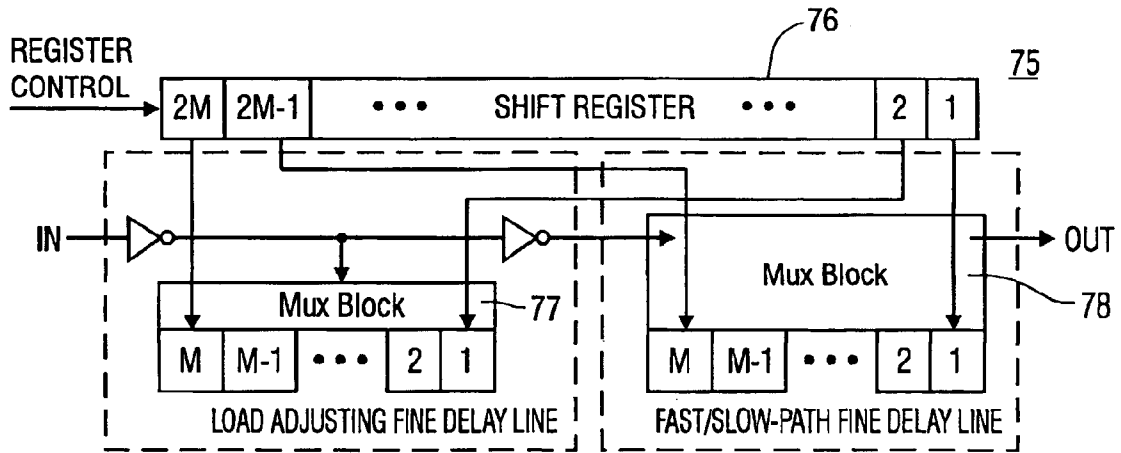 76
75
REGISTER
CONTROL
2M 2M-1 ••• SHIFT REGISTER ••• 2 1
IN
OUT
Mux Block
77
Mux Block
78
M M-1 ••• 2 1
M M-1 ••• 2 1
LOAD ADJUSTING FINE DELAY LINE
FAST/SLOW-PATH FINE DELAY LINE